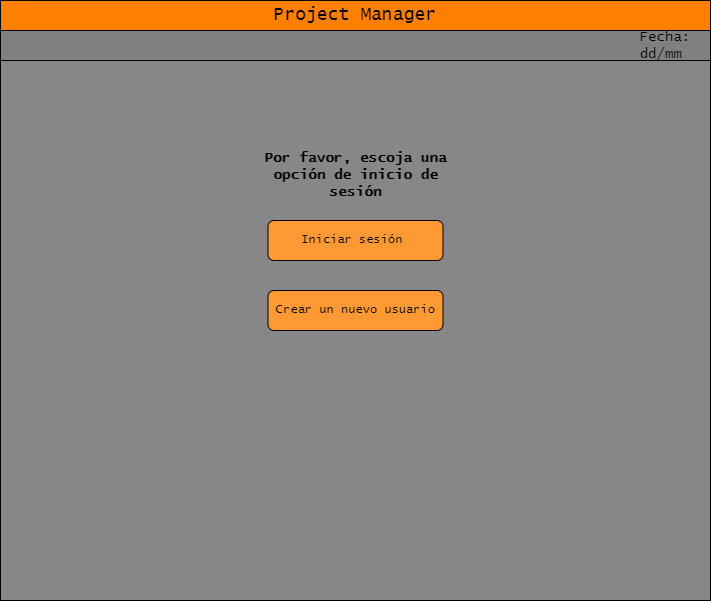 Project Manager
Fecha:
dd/mm
Por favor, escoja una
opción de inicio de
sesión
Iniciar sesión
Crear un nuevo usuario